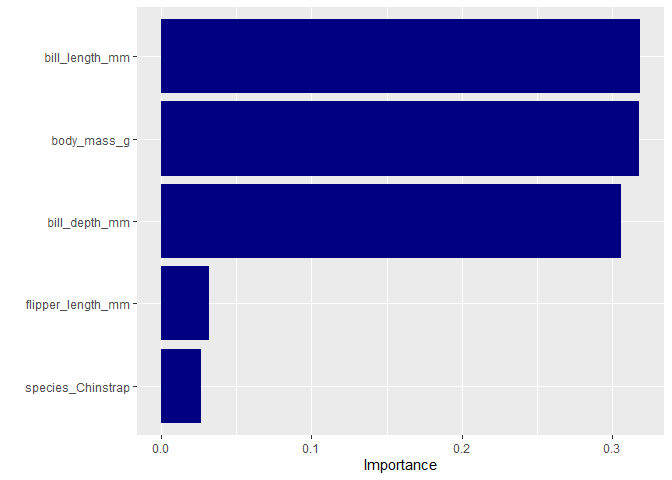 bill_length_mm
body_mass_g
bill_depth_mm
flipper_length_mm
species_Chinstrap
0.0 0.1 0.2 0.3
Importance